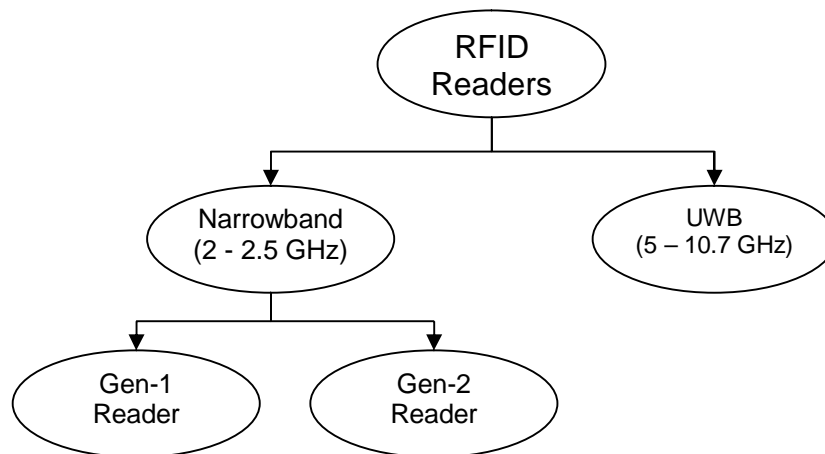 RFID
Readers
Narrowband
(2 - 2.5 GHz)
UWB
(5 – 10.7 GHz)
Gen-1
Reader
Gen-2
Reader